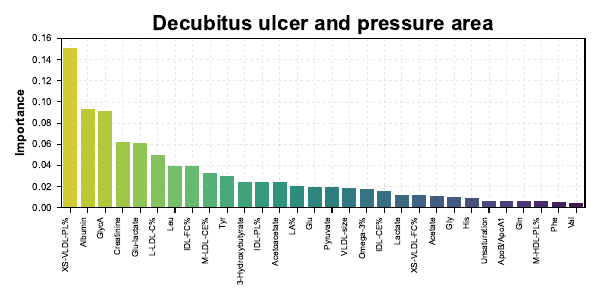 Decubitus ulcer and pressure area
Importance
0.16
0.14
0.12
0.10
0.08
0.06
0.04
0.02
0.00
XS-VLDL-PL%
Albumin
GlycA
Creatinine
Glu-lactate
L-LDL-C%
Leu
IDL-FC%
M-LDL-CE%
Tyr
3-Hydroxybutyrate
IDL-PL%
Acetoacetate
LA%
Glu
Pyruvate
VLDL-size
Omega-3%
IDL-CE%
Lactate
XS-VLDL-FC%
Acetate
Gly
His
Unsaturation
ApoB/ApoA1
Gln
M-HDL-PL%
Phe
Val